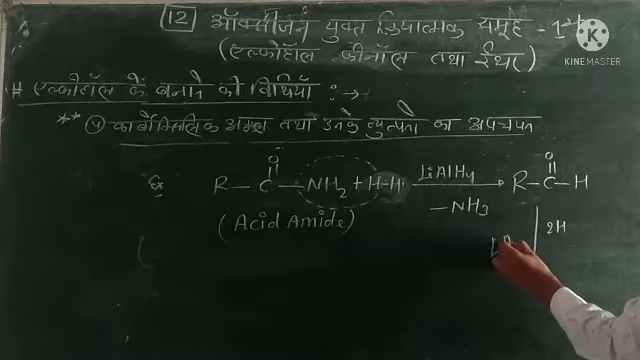 12 ऑक्सीजन युक्त क्रियात्मक समूह - 1
(एल्कोहॉल फीनॉल तथा ईथर)
KINEMASTER
# एल्कोहॉल के बनाने की विधियाँ :→
** ④ कार्बोक्सिलिक अम्ल तथा उनके व्युत्पन्नो का अपचयन
Ex R-C(=O)-NH2 + H-H LiAlH4 → R-C(=O)-H
-NH3
(Acid Amide)
2H